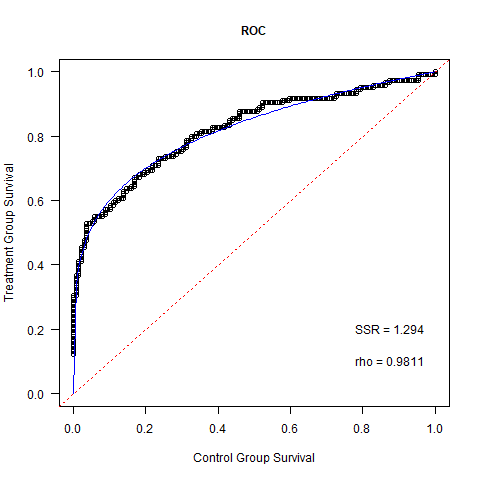 ROC
Treatment Group Survival
1.0
0.8
0.6
0.4
0.2
0.0
SSR = 1.294
rho = 0.9811
0.0 0.2 0.4 0.6 0.8 1.0
Control Group Survival